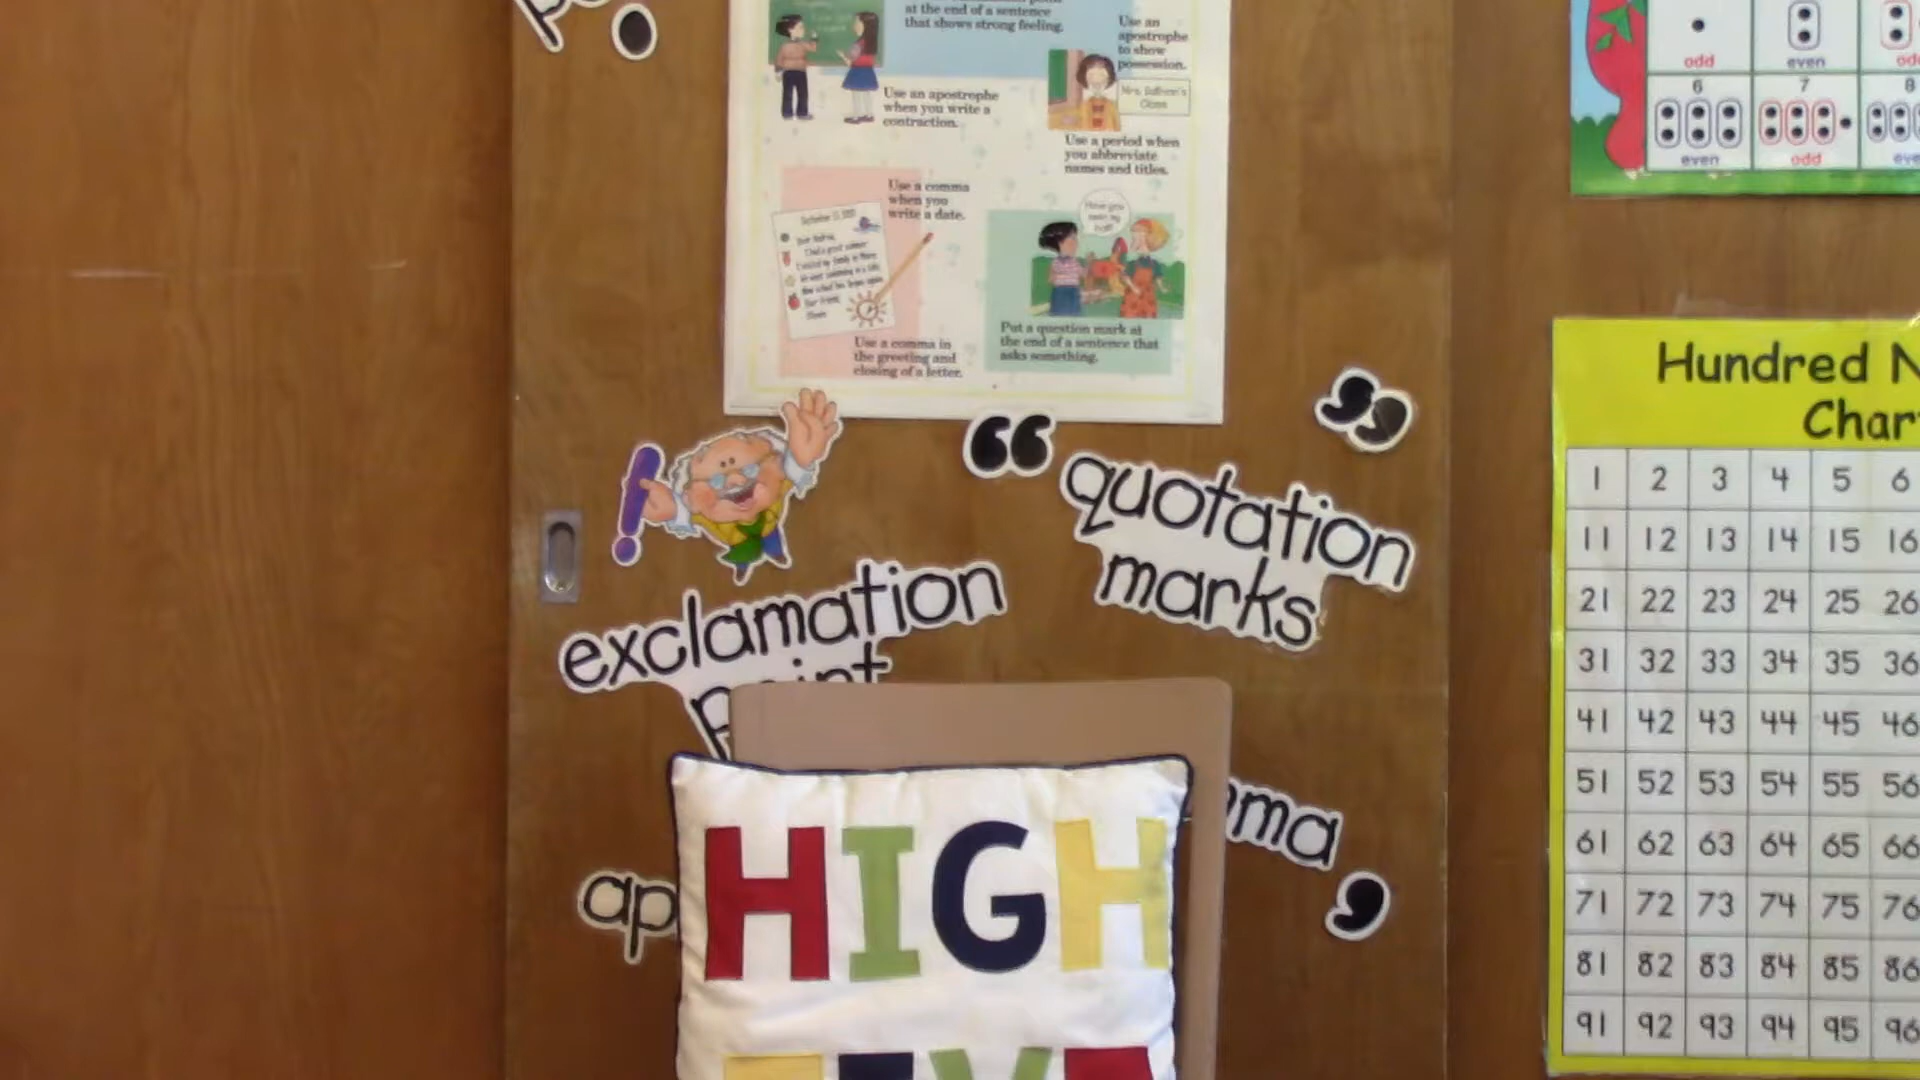 at the end of a sentence
that shows strong feeling.
Use an
apostrophe
to show
possession.
Use an apostrophe
when you write a
contraction.
Class
Use a period when
you abbreviate
names and titles.
Use a comma
when you
write a date.
Have you
seen my
Put a question mark at
the end of a sentence that
asks something.
Use a comma in
the greeting and
closing of a letter.
odd even
6 7 8
even odd
Hundred
“ ”
quotation
marks
!
exclamation
point
,
HIGH
1 2 3 4 5 6
11 12 13 14 15 16
21 22 23 24 25 26
31 32 33 34 35 36
41 42 43 44 45 46
51 52 53 54 55 56
61 62 63 64 65 66
71 72 73 74 75 76
81 82 83 84 85 86
91 92 93 94 95 96